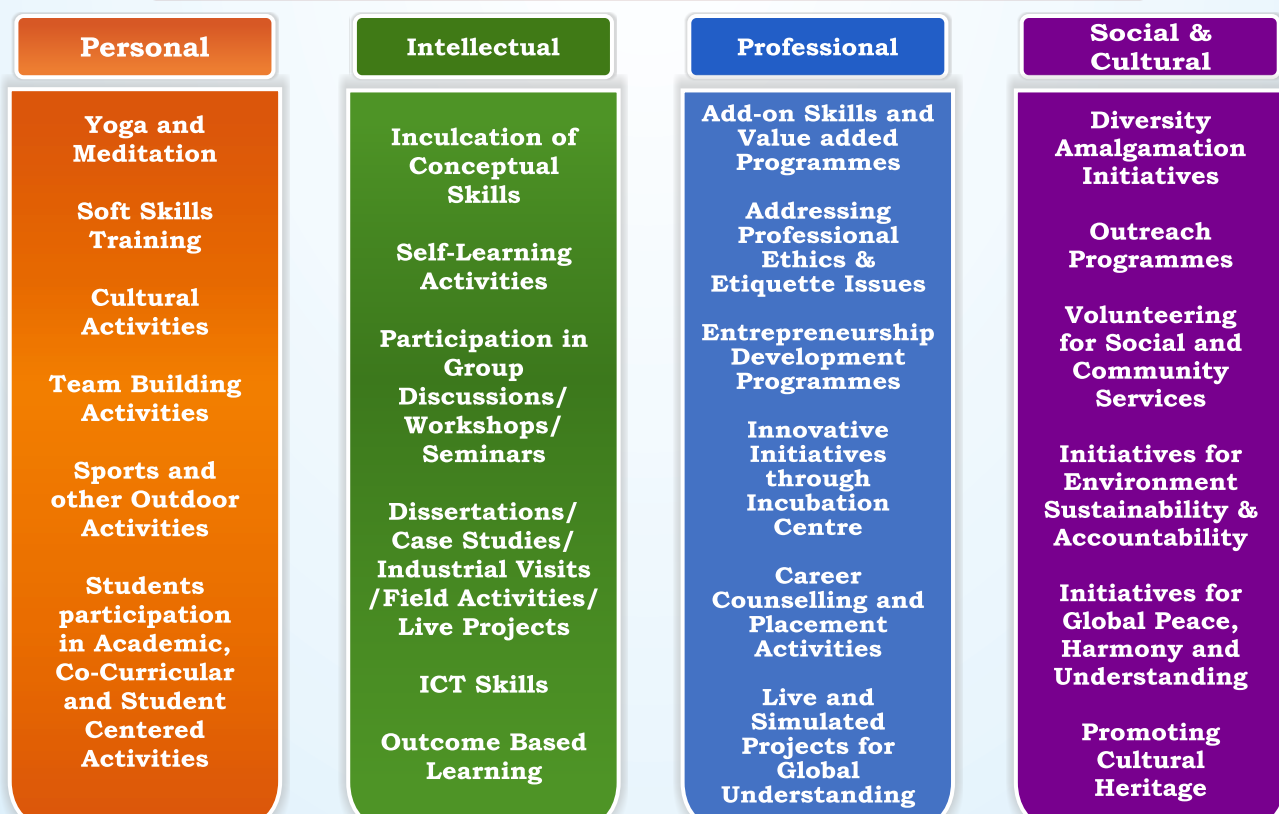 Personal
Yoga and
Meditation
Soft Skills
Training
Cultural
Activities
Team Building
Activities
Sports and
other Outdoor
Activities
Students
participation
in Academic,
Co-Curricular
and Student
Centered
Activities
Intellectual
Inculcation of
Conceptual
Skills
Self-Learning
Activities
Participation in
Group
Discussions/
Workshops/
Seminars
Dissertations/
Case Studies/
Industrial Visits
/Field Activities/
Live Projects
ICT Skills
Outcome Based
Learning
Professional
Add-on Skills and
Value added
Programmes
Addressing
Professional
Ethics &
Etiquette Issues
Entrepreneurship
Development
Programmes
Innovative
Initiatives
through
Incubation
Centre
Career
Counselling and
Placement
Activities
Live and
Simulated
Projects for
Global
Understanding
Social &
Cultural
Diversity
Amalgamation
Initiatives
Outreach
Programmes
Volunteering
for Social and
Community
Services
Initiatives for
Environment
Sustainability &
Accountability
Initiatives for
Global Peace,
Harmony and
Understanding
Promoting
Cultural
Heritage